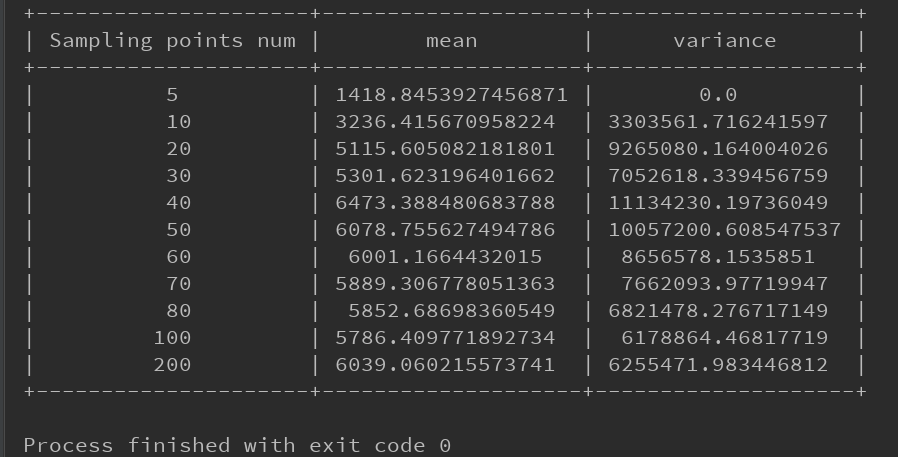 +---------------------+--------------------+--------------------+
| Sampling points num |        mean        |      variance      |
+---------------------+--------------------+--------------------+
|          5          | 1418.8453927456871 |        0.0         |
|          10         | 3236.415670958224  | 3303561.716241597  |
|          20         | 5115.605082181801  | 9265080.164004026  |
|          30         | 5301.623196401662  | 7052618.339456759  |
|          40         | 6473.388480683788  | 11134230.19736049  |
|          50         | 6078.755627494786  | 10057200.608547537 |
|          60         |  6001.1664432015   |  8656578.1535851   |
|          70         | 5889.306778051363  |  7662093.97719947  |
|          80         |  5852.68698360549  | 6821478.276717149  |
|         100         | 5786.409771892734  |  6178864.46817719  |
|         200         | 6039.060215573741  | 6255471.983446812  |
+---------------------+--------------------+--------------------+
Process finished with exit code 0